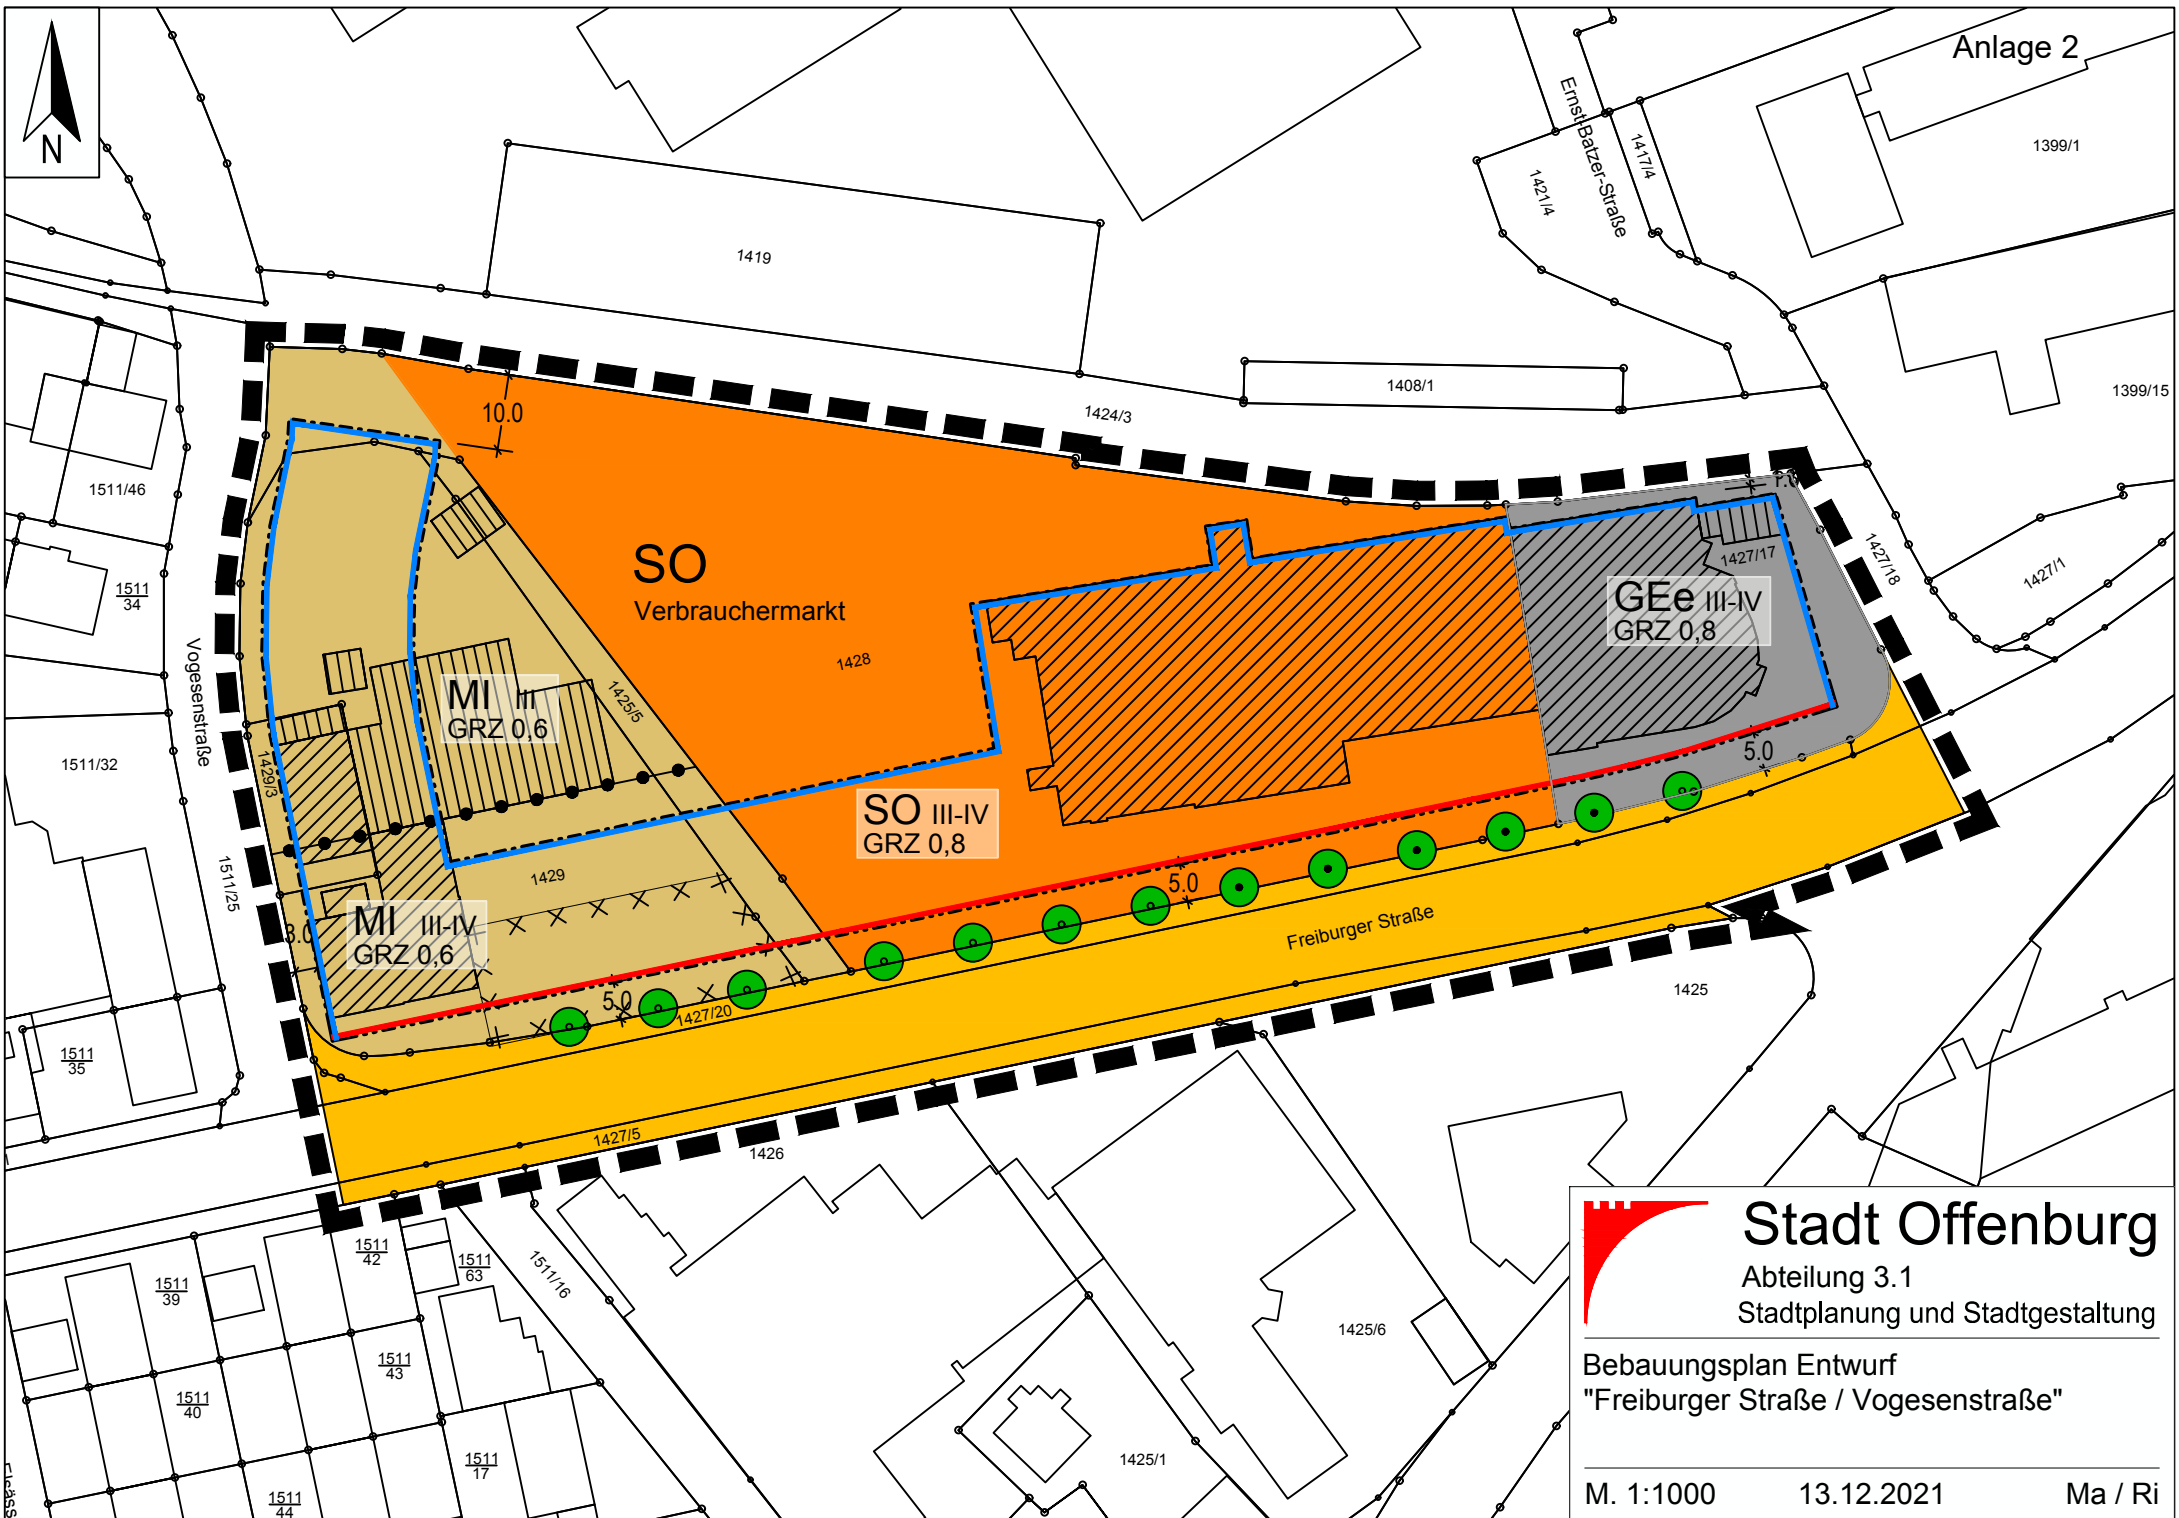 Anlage 2
N
Ernst-Batzer-Straße
1417/4
1421/4
1399/1
1419
1408/1
1424/3
1399/15
10.0
1511/46
1511
34
SO
Verbrauchermarkt
1428
1427/17
GEe III-IV
GRZ 0,8
1427/18
1427/1
Vogesenstraße
MI III
GRZ 0,6
1425/5
1429/3
1511/32
5.0
SO III-IV
GRZ 0,8
1429
1511/25
5.0
MI III-IV
GRZ 0,6
3.0
Freiburger Straße
5.0
1427/20
1425
1511
35
1427/5
1426
1511
42
1511
63
1511/16
1511
39
1511
43
1511
40
1511
17
1511
44
1425/6
1425/1
Stadt Offenburg
Abteilung 3.1
Stadtplanung und Stadtgestaltung
Bebauungsplan Entwurf
"Freiburger Straße / Vogesenstraße"
M. 1:1000 13.12.2021 Ma / Ri